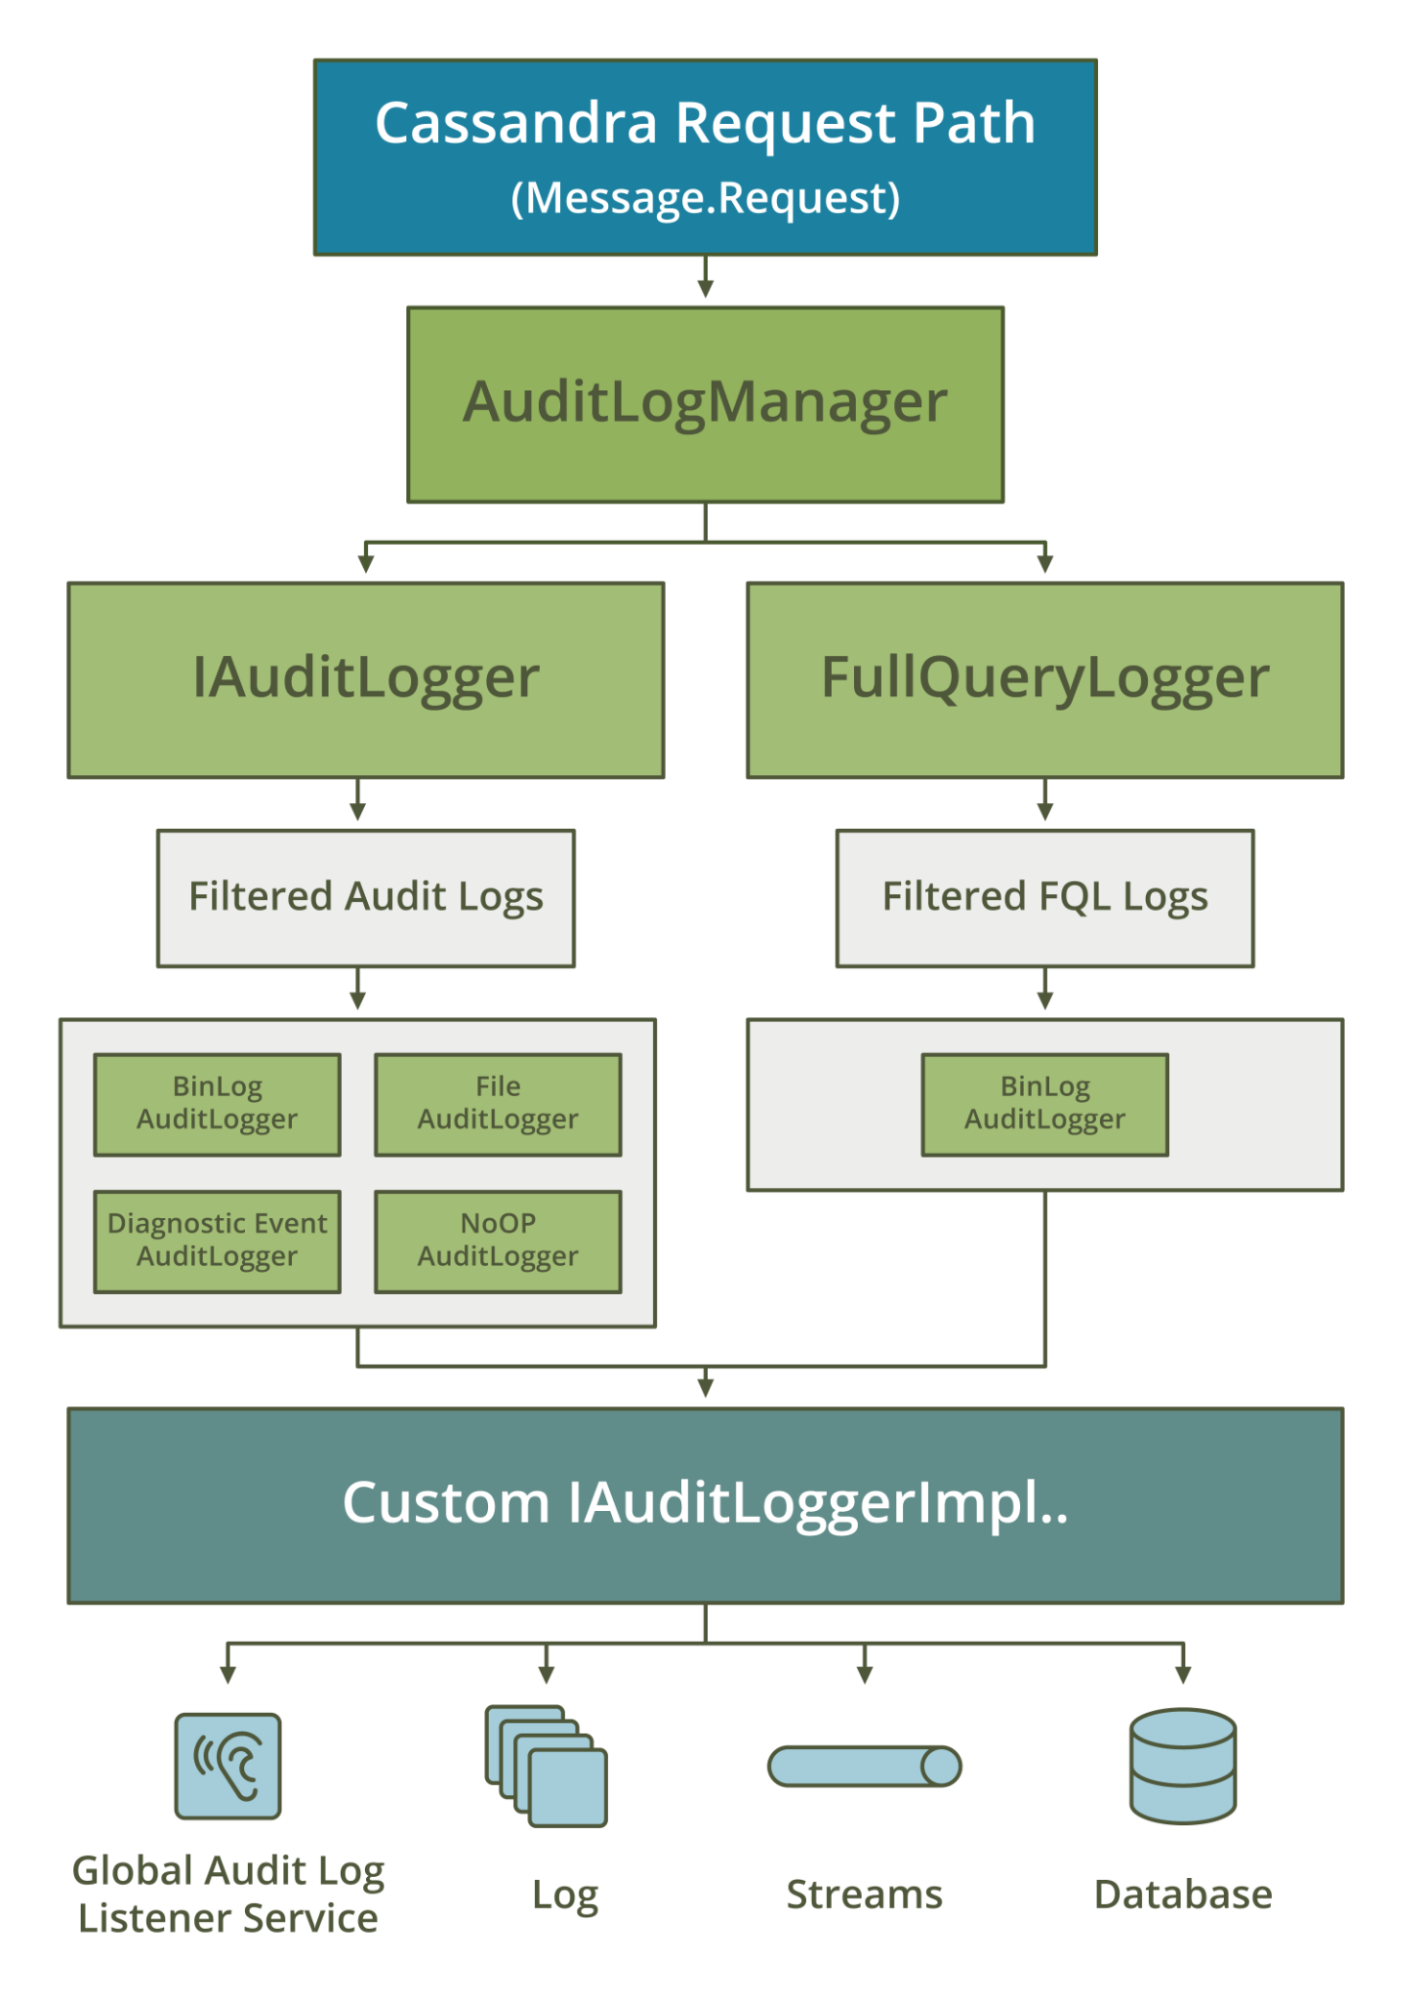 Cassandra Request Path
(Message.Request)
AuditLogManager
IAuditLogger
FullQueryLogger
Filtered Audit Logs
Filtered FQL Logs
BinLog
AuditLogger
File
AuditLogger
BinLog
AuditLogger
Diagnostic Event
AuditLogger
NoOP
AuditLogger
Custom IAuditLoggerImpl..
Global Audit Log
Listener Service
Log
Streams
Database